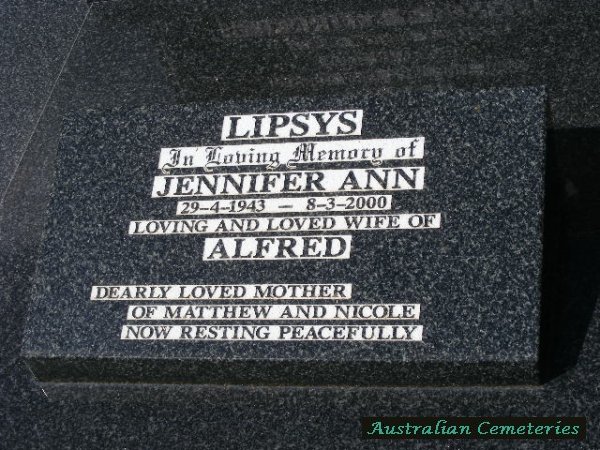 LIPSYS
In Loving Memory of
JENNIFER ANN
29-4-1943 – 8-3-2000
LOVING AND LOVED WIFE OF
ALFRED
DEARLY LOVED MOTHER
OF MATTHEW AND NICOLE
NOW RESTING PEACEFULLY
Australian Cemeteries